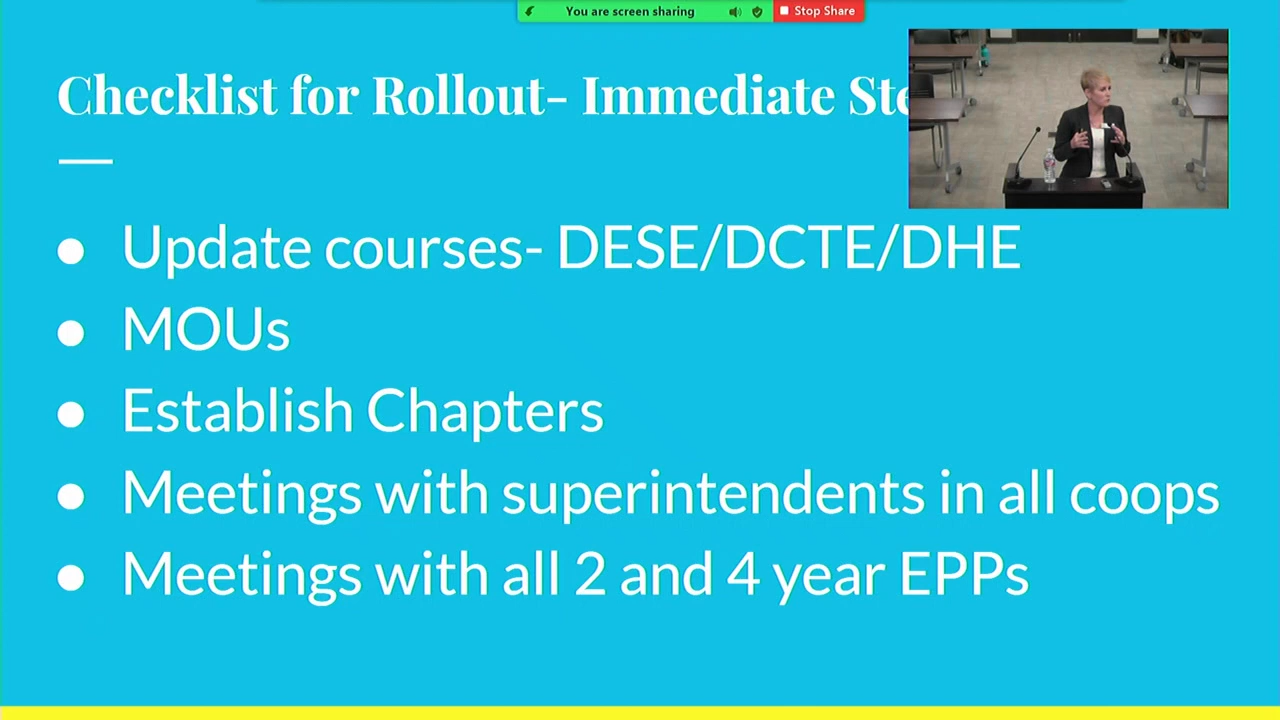 You are screen sharing
Stop Share
Checklist for Rollout- Immediate
Update courses- DESE/DCTE/DHE
MOUs
Establish Chapters
Meetings with superintendents in all coops
Meetings with all 2 and 4 year EPPs